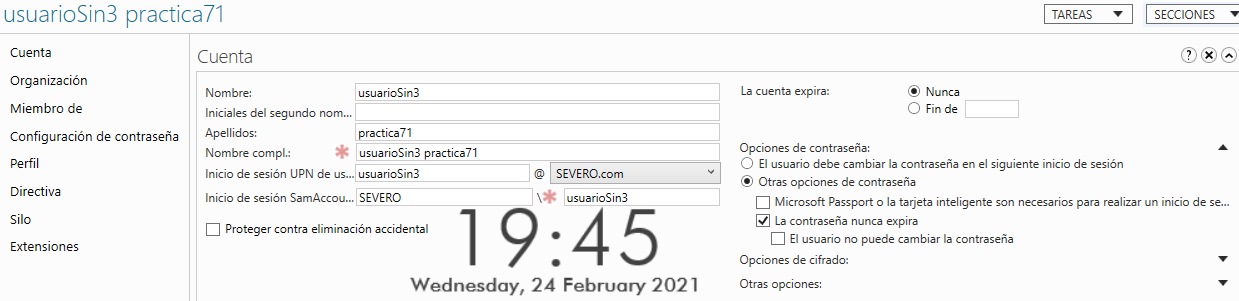 usuarioSin3 practica71
TAREAS
SECCIONES
Cuenta
Organización
Miembro de
Configuración de contraseña
Perfil
Directiva
Silo
Extensiones
Cuenta
?
Nombre: usuarioSin3
Iniciales del segundo nom...
Apellidos: practica71
Nombre compl.: * usuarioSin3 practica71
Inicio de sesión UPN de us... usuarioSin3 @ SEVERO.com
Inicio de sesión SamAccou... SEVERO \ * usuarioSin3
Proteger contra eliminación accidental
19:45
Wednesday, 24 February 2021
La cuenta expira: Nunca
Fin de
Opciones de contraseña:
El usuario debe cambiar la contraseña en el siguiente inicio de sesión
Otras opciones de contraseña
Microsoft Passport o la tarjeta inteligente son necesarios para realizar un inicio de se...
La contraseña nunca expira
El usuario no puede cambiar la contraseña
Opciones de cifrado:
Otras opciones: